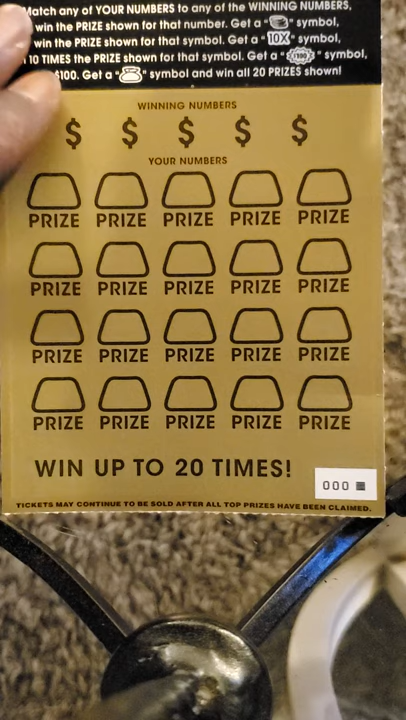 Match any of YOUR NUMBERS to any of the WINNING NUMBERS,
win the PRIZE shown for that number. Get a " " symbol,
win the PRIZE shown for that symbol. Get a "10X" symbol,
10 TIMES the PRIZE shown for that symbol. Get a "$100" symbol,
$100. Get a " " symbol and win all 20 PRIZES shown!
WINNING NUMBERS
$ $ $ $ $
YOUR NUMBERS
PRIZE PRIZE PRIZE PRIZE PRIZE
PRIZE PRIZE PRIZE PRIZE PRIZE
PRIZE PRIZE PRIZE PRIZE PRIZE
PRIZE PRIZE PRIZE PRIZE PRIZE
WIN UP TO 20 TIMES!
000
TICKETS MAY CONTINUE TO BE SOLD AFTER ALL TOP PRIZES HAVE BEEN CLAIMED.